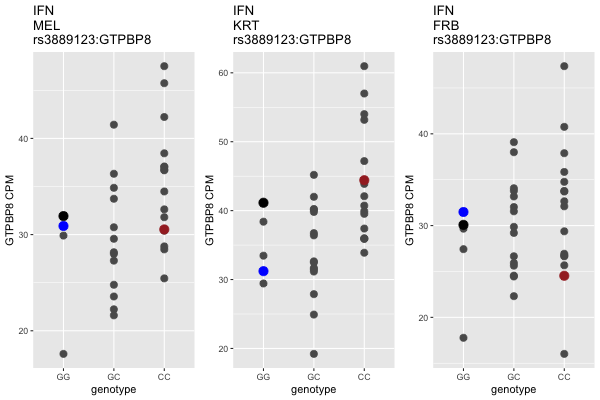 IFN
MEL
rs3889123:GTPBP8
GTPBP8 CPM
40
30
20
GG GC CC
genotype
IFN
KRT
rs3889123:GTPBP8
GTPBP8 CPM
60
50
40
30
20
GG GC CC
genotype
IFN
FRB
rs3889123:GTPBP8
GTPBP8 CPM
40
30
20
GG GC CC
genotype